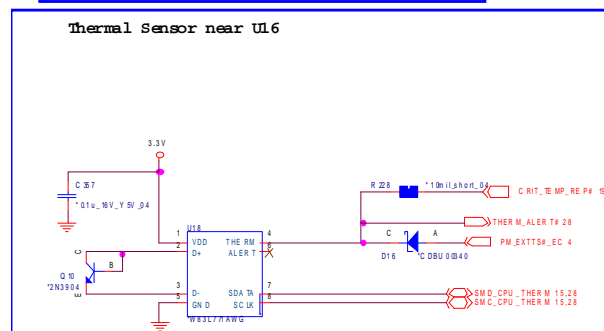 Thermal Sensor near U16
3.3V
C367
*0.1u_16V_Y5V_04
R228
*10mil_short_04
CRIT_TEMP_REP# 19
THERM_ALERT# 28
C
A
PM_EXTTS#_EC 4
D16
*CDBU00340
U18
1
VDD
THERM
4
2
D+
ALERT
6
C
B
Q10
*2N3904
E
3
D-
SDATA
7
SMD_CPU_THERM 15,28
5
GND
SCLK
8
SMC_CPU_THERM 15,28
W83L771AWG